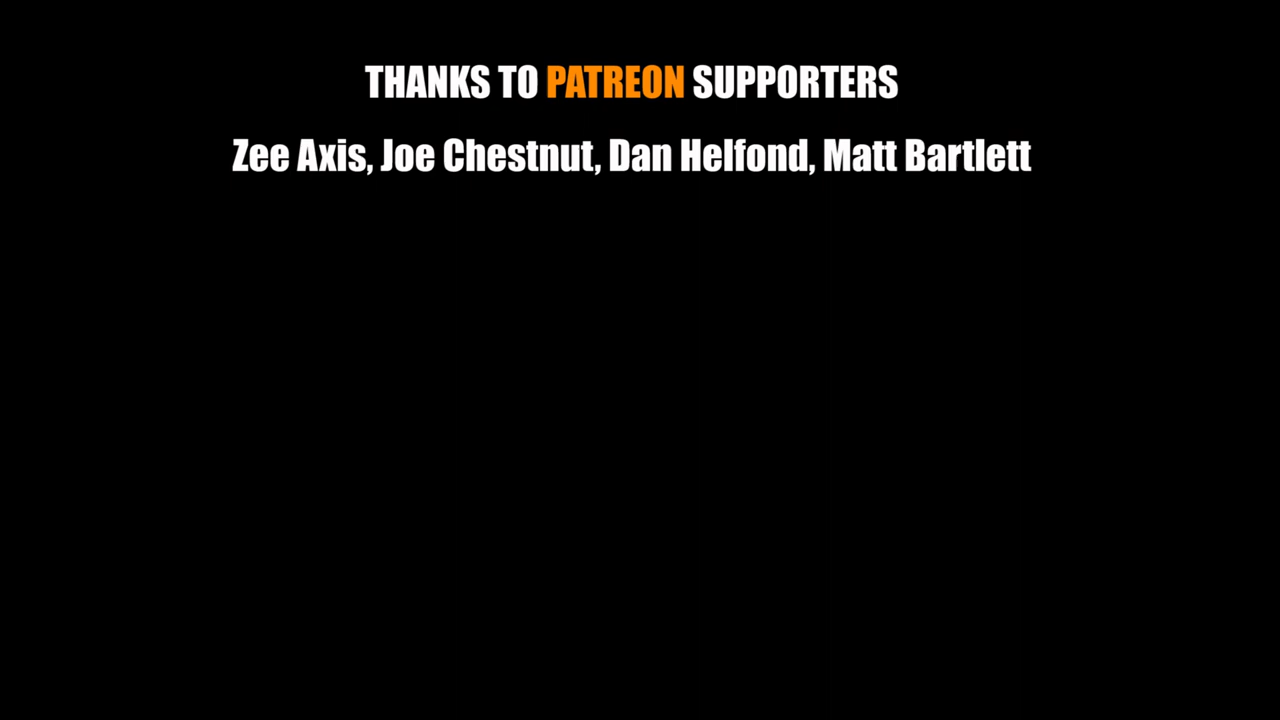 THANKS TO PATREON SUPPORTERS
Zee Axis, Joe Chestnut, Dan Helfond, Matt Bartlett